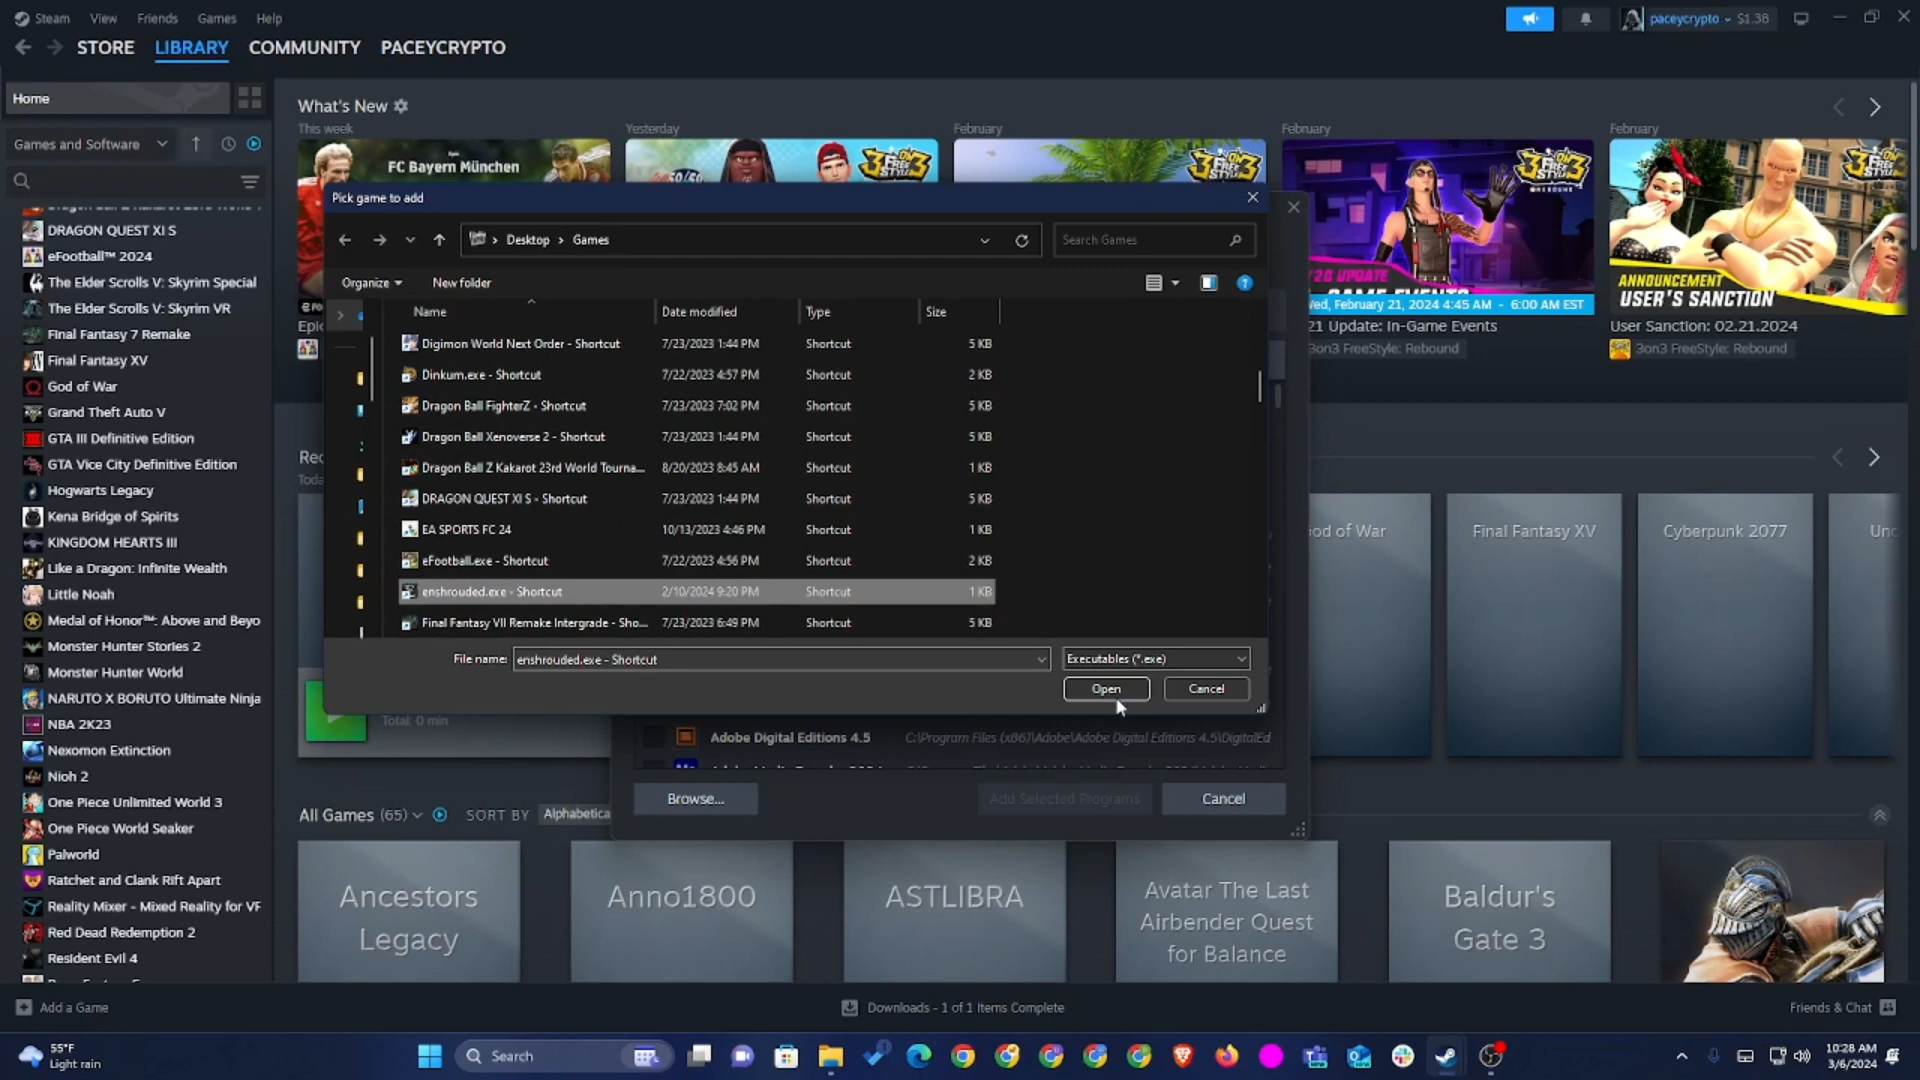 Steam View Friends Games Help
paceycrypto $1.38
STORE LIBRARY COMMUNITY PACEYCRYPTO
Home
What's New
This week Yesterday February February February
Games and Software
FC Bayern München
3ON3 FREESTYLE
3ON3 FREESTYLE
3ON3 FREESTYLE
3ON3 FREESTYLE
ANNOUNCEMENT
USER'S SANCTION
Wed, February 21, 2024 4:45 AM - 6:00 AM EST
21 Update: In-Game Events
3on3 FreeStyle: Rebound
User Sanction: 02.21.2024
3on3 FreeStyle: Rebound
Epic
DRAGON QUEST XI S
eFootball™ 2024
The Elder Scrolls V: Skyrim Special
The Elder Scrolls V: Skyrim VR
Final Fantasy 7 Remake
Final Fantasy XV
God of War
Grand Theft Auto V
GTA III Definitive Edition
GTA Vice City Definitive Edition
Hogwarts Legacy
Kena Bridge of Spirits
KINGDOM HEARTS III
Like a Dragon: Infinite Wealth
Little Noah
Medal of Honor™: Above and Beyo
Monster Hunter Stories 2
Monster Hunter World
NARUTO X BORUTO Ultimate Ninja
NBA 2K23
Nexomon Extinction
Nioh 2
One Piece Unlimited World 3
One Piece World Seaker
Palworld
Ratchet and Clank Rift Apart
Reality Mixer - Mixed Reality for VF
Red Dead Redemption 2
Resident Evil 4
Pick game to add
Desktop > Games
Search Games
Organize New folder
Name Date modified Type Size
Digimon World Next Order - Shortcut 7/23/2023 1:44 PM Shortcut 5 KB
Dinkum.exe - Shortcut 7/22/2023 4:57 PM Shortcut 2 KB
Dragon Ball FighterZ - Shortcut 7/23/2023 7:02 PM Shortcut 5 KB
Dragon Ball Xenoverse 2 - Shortcut 7/23/2023 1:44 PM Shortcut 5 KB
Dragon Ball Z Kakarot 23rd World Tourna... 8/20/2023 8:45 AM Shortcut 1 KB
DRAGON QUEST XI S - Shortcut 7/23/2023 1:44 PM Shortcut 5 KB
EA SPORTS FC 24 10/13/2023 4:46 PM Shortcut 1 KB
eFootball.exe - Shortcut 7/22/2023 4:56 PM Shortcut 2 KB
enshrouded.exe - Shortcut 2/10/2024 9:20 PM Shortcut 1 KB
Final Fantasy VII Remake Intergrade - Sho... 7/23/2023 6:49 PM Shortcut 5 KB
File name: enshrouded.exe - Shortcut Executables (*.exe)
Open Cancel
Rec
Toda
God of War Final Fantasy XV Cyberpunk 2077 Unc
Total: 0 min
Adobe Digital Editions 4.5 C:\Program Files (x86)\Adobe\Adobe Digital Editions 4.5\DigitalEd
Browse... Add Selected Programs Cancel
All Games (65) SORT BY Alphabetica
Ancestors
Legacy
Anno1800
ASTLIBRA
Avatar The Last
Airbender Quest
for Balance
Baldur's
Gate 3
Add a Game Downloads - 1 of 1 Items Complete Friends & Chat
55°F
Light rain
Search
10:28 AM
3/6/2024